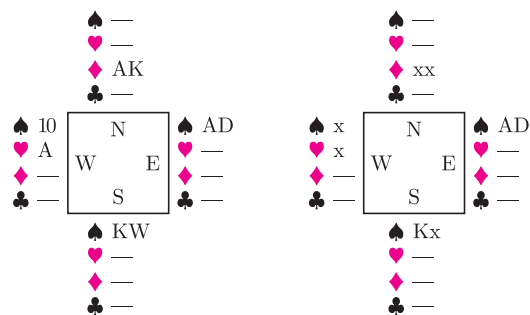 ♠ — ♠ —
♥ — ♥ —
♦ AK ♦ xx
♣ — ♣ —
♠ 10 N ♠ AD ♠ x N ♠ AD
♥ A ♥ — ♥ x ♥ —
W E W E
♦ — ♦ — ♦ — ♦ —
♣ — S ♣ — ♣ — S ♣ —
♠ KW ♠ Kx
♥ — ♥ —
♦ — ♦ —
♣ — ♣ —